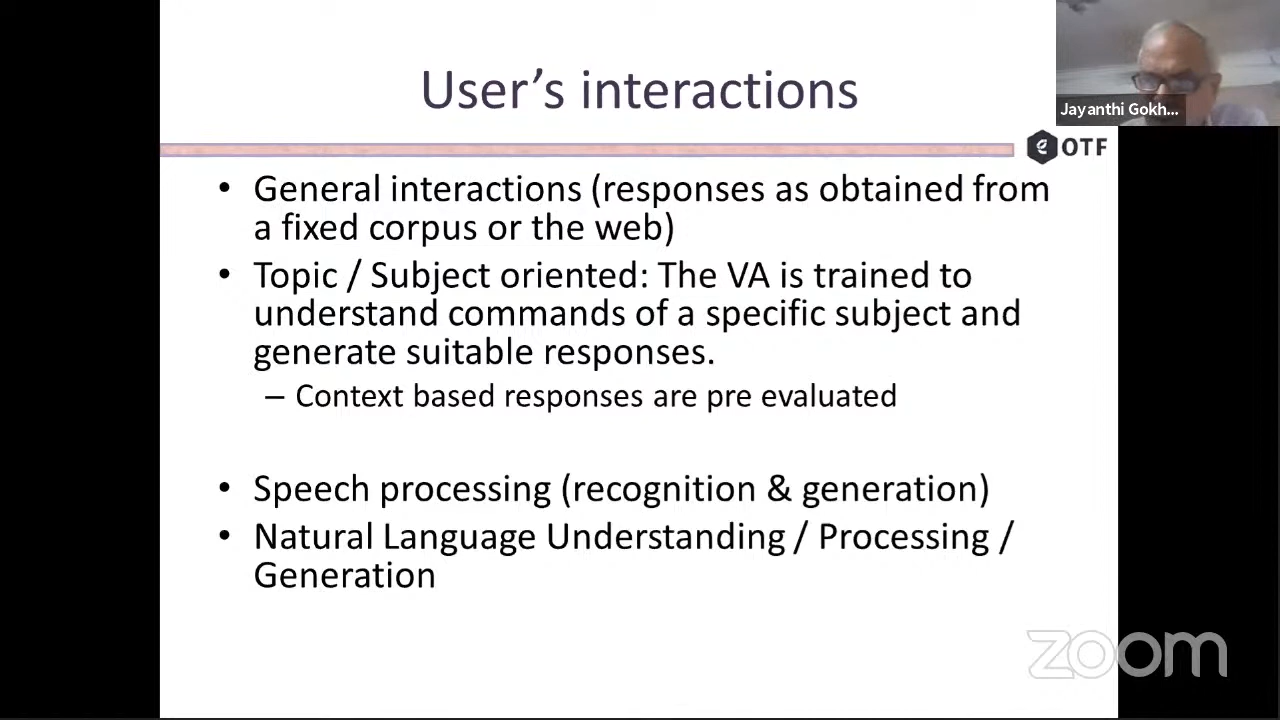 User's interactions
Jayanthi Gokh...
OTF
• General interactions (responses as obtained from
a fixed corpus or the web)
• Topic / Subject oriented: The VA is trained to
understand commands of a specific subject and
generate suitable responses.
– Context based responses are pre evaluated
• Speech processing (recognition & generation)
• Natural Language Understanding / Processing /
Generation
zoom